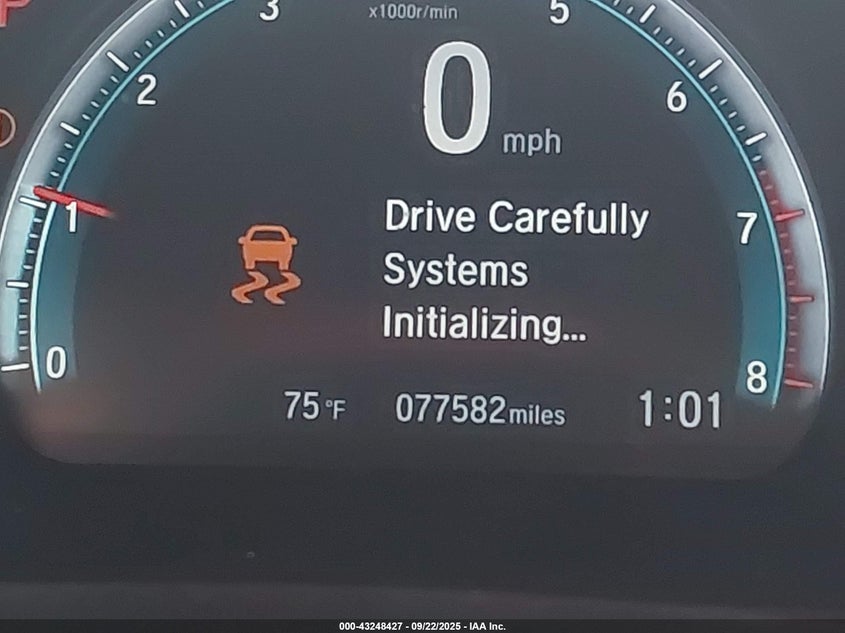 3 x1000r/min 5
2 6
0 mph
1 7
Drive Carefully
Systems
Initializing...
0 8
75°F 077582miles 1:01
000-43248427 - 09/22/2025 - IAA Inc.